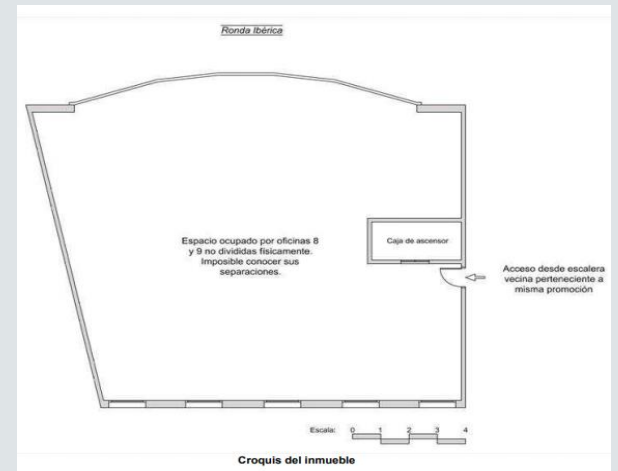 Ronda Ibérica
Espacio ocupado por oficinas 8
y 9 no divididas físicamente.
Imposible conocer sus
separaciones.
Caja de ascensor
Acceso desde escalera
vecina perteneciente a
misma promoción
Escala: 0 1 2 3 4
Croquis del inmueble